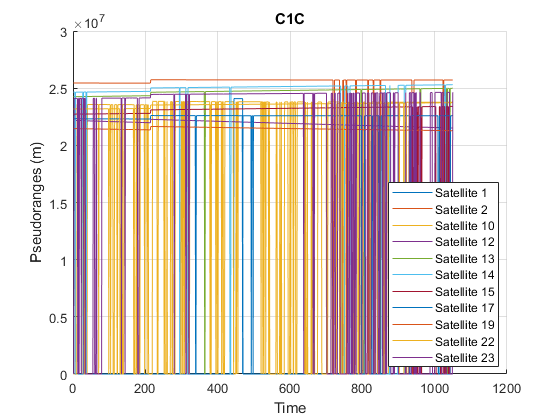 C1C
×10⁷
3
2.5
2
1.5
1
0.5
0
Pseudoranges (m)
0 200 400 600 800 1000 1200
Time
Satellite 1
Satellite 2
Satellite 10
Satellite 12
Satellite 13
Satellite 14
Satellite 15
Satellite 17
Satellite 19
Satellite 22
Satellite 23